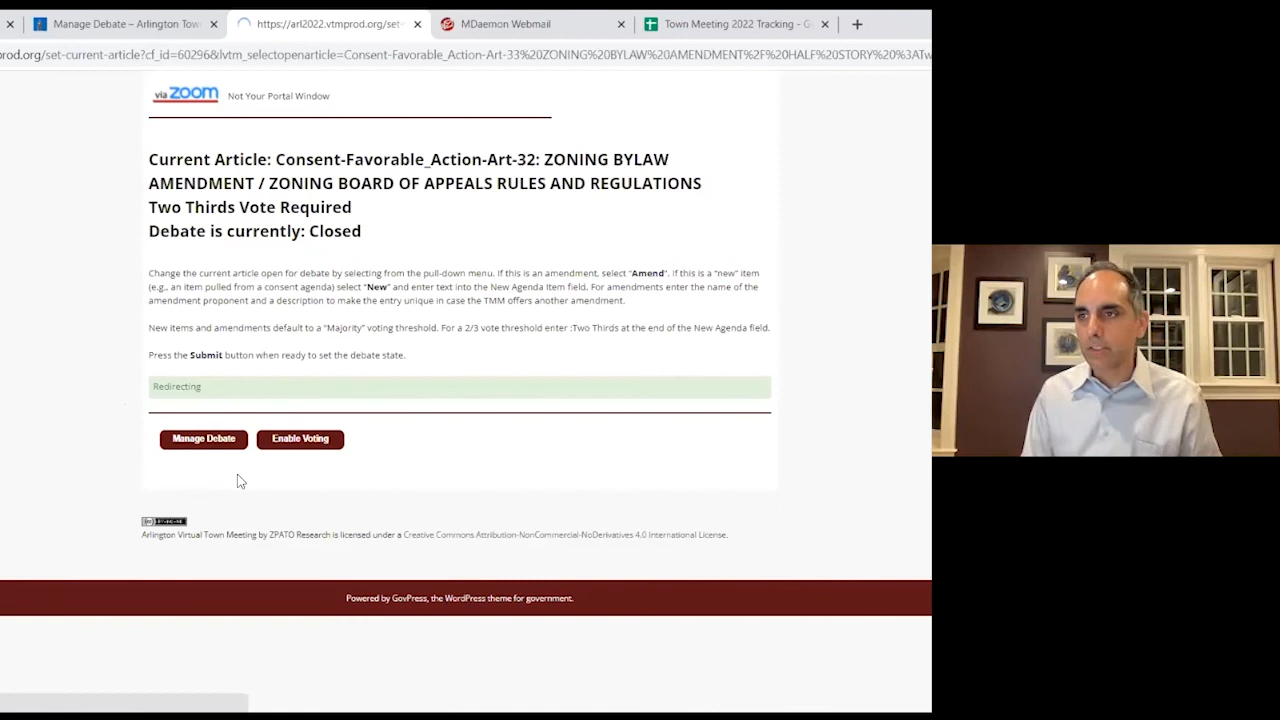 Manage Debate – Arlington Tow
https://arl2022.vtmprod.org/set-
MDaemon Webmail
Town Meeting 2022 Tracking - G
prod.org/set-current-article?cf_id=60296&lvtm_selectopenarticle=Consent-Favorable_Action-Art-33%20ZONING%20BYLAW%20AMENDMENT%2F%20HALF%20STORY%20%3ATw
via zoom Not Your Portal Window
Current Article: Consent-Favorable_Action-Art-32: ZONING BYLAW
AMENDMENT / ZONING BOARD OF APPEALS RULES AND REGULATIONS
Two Thirds Vote Required
Debate is currently: Closed
Change the current article open for debate by selecting from the pull-down menu. If this is an amendment, select "Amend". If this is a "new" item
(e.g., an item pulled from a consent agenda) select "New" and enter text into the New Agenda Item field. For amendments enter the name of the
amendment proponent and a description to make the entry unique in case the TMM offers another amendment.
New items and amendments default to a "Majority" voting threshold. For a 2/3 vote threshold enter :Two Thirds at the end of the New Agenda field.
Press the Submit button when ready to set the debate state.
Redirecting
Manage Debate Enable Voting
Arlington Virtual Town Meeting by ZPATO Research is licensed under a Creative Commons Attribution-NonCommercial-NoDerivatives 4.0 International License.
Powered by GovPress, the WordPress theme for government.